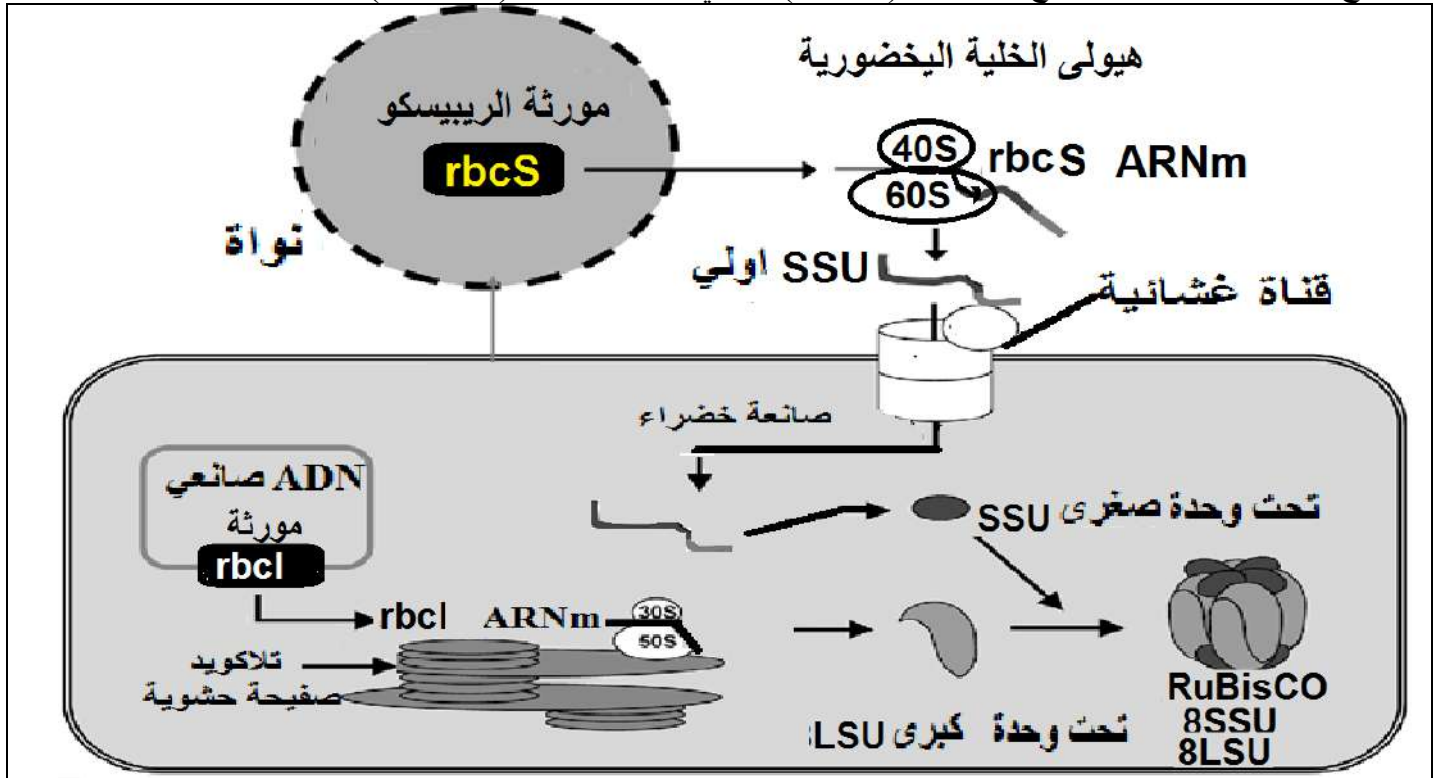 هيولى الخلية اليخضورية
مورثة الريبيسكو
rbcS
40S
rbcS ARNm
60S
نواة
SSU اولي
قناة غشائية
صانعة خضراء
ADN صانعي
مورثة
rbcl
تحت وحدة صغرى SSU
rbcl ARNm
30S
50S
تلاكويد
صفيحة حشوية
RuBisCO
8SSU
8LSU
تحت وحدة كبرى LSU